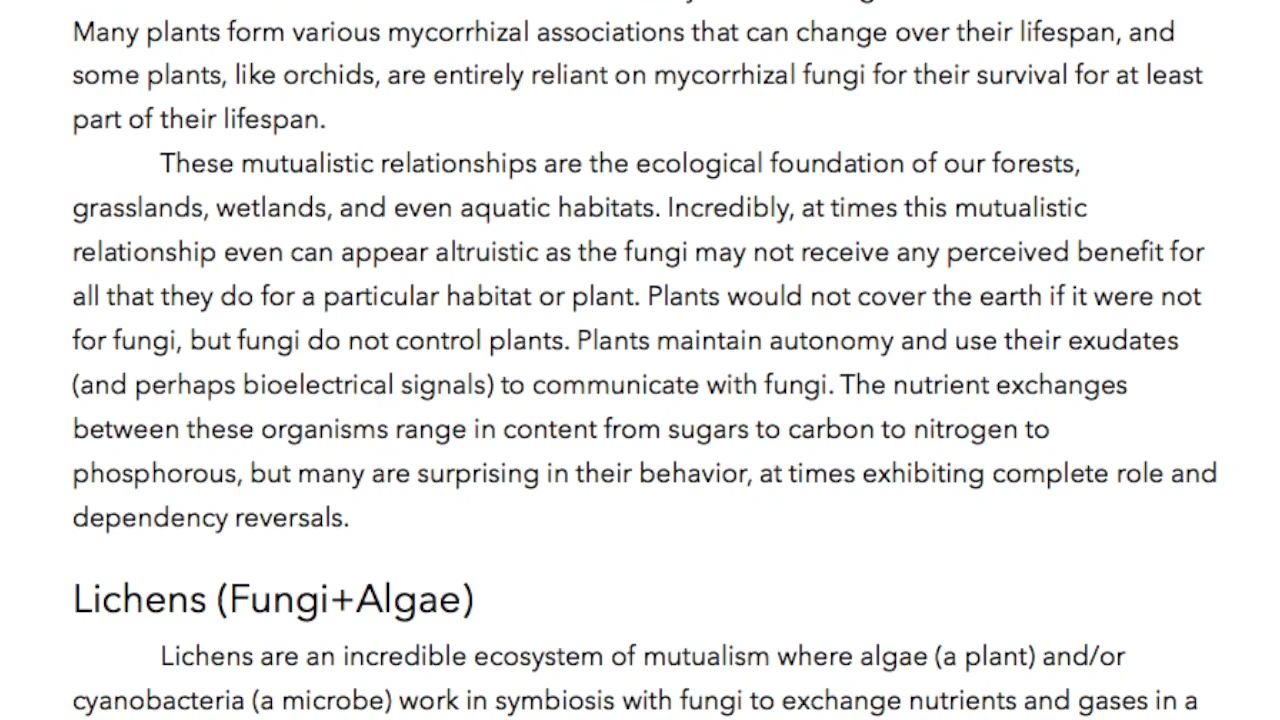 Many plants form various mycorrhizal associations that can change over their lifespan, and
some plants, like orchids, are entirely reliant on mycorrhizal fungi for their survival for at least
part of their lifespan.
These mutualistic relationships are the ecological foundation of our forests,
grasslands, wetlands, and even aquatic habitats. Incredibly, at times this mutualistic
relationship even can appear altruistic as the fungi may not receive any perceived benefit for
all that they do for a particular habitat or plant. Plants would not cover the earth if it were not
for fungi, but fungi do not control plants. Plants maintain autonomy and use their exudates
(and perhaps bioelectrical signals) to communicate with fungi. The nutrient exchanges
between these organisms range in content from sugars to carbon to nitrogen to
phosphorous, but many are surprising in their behavior, at times exhibiting complete role and
dependency reversals.
Lichens (Fungi+Algae)
Lichens are an incredible ecosystem of mutualism where algae (a plant) and/or
cyanobacteria (a microbe) work in symbiosis with fungi to exchange nutrients and gases in a